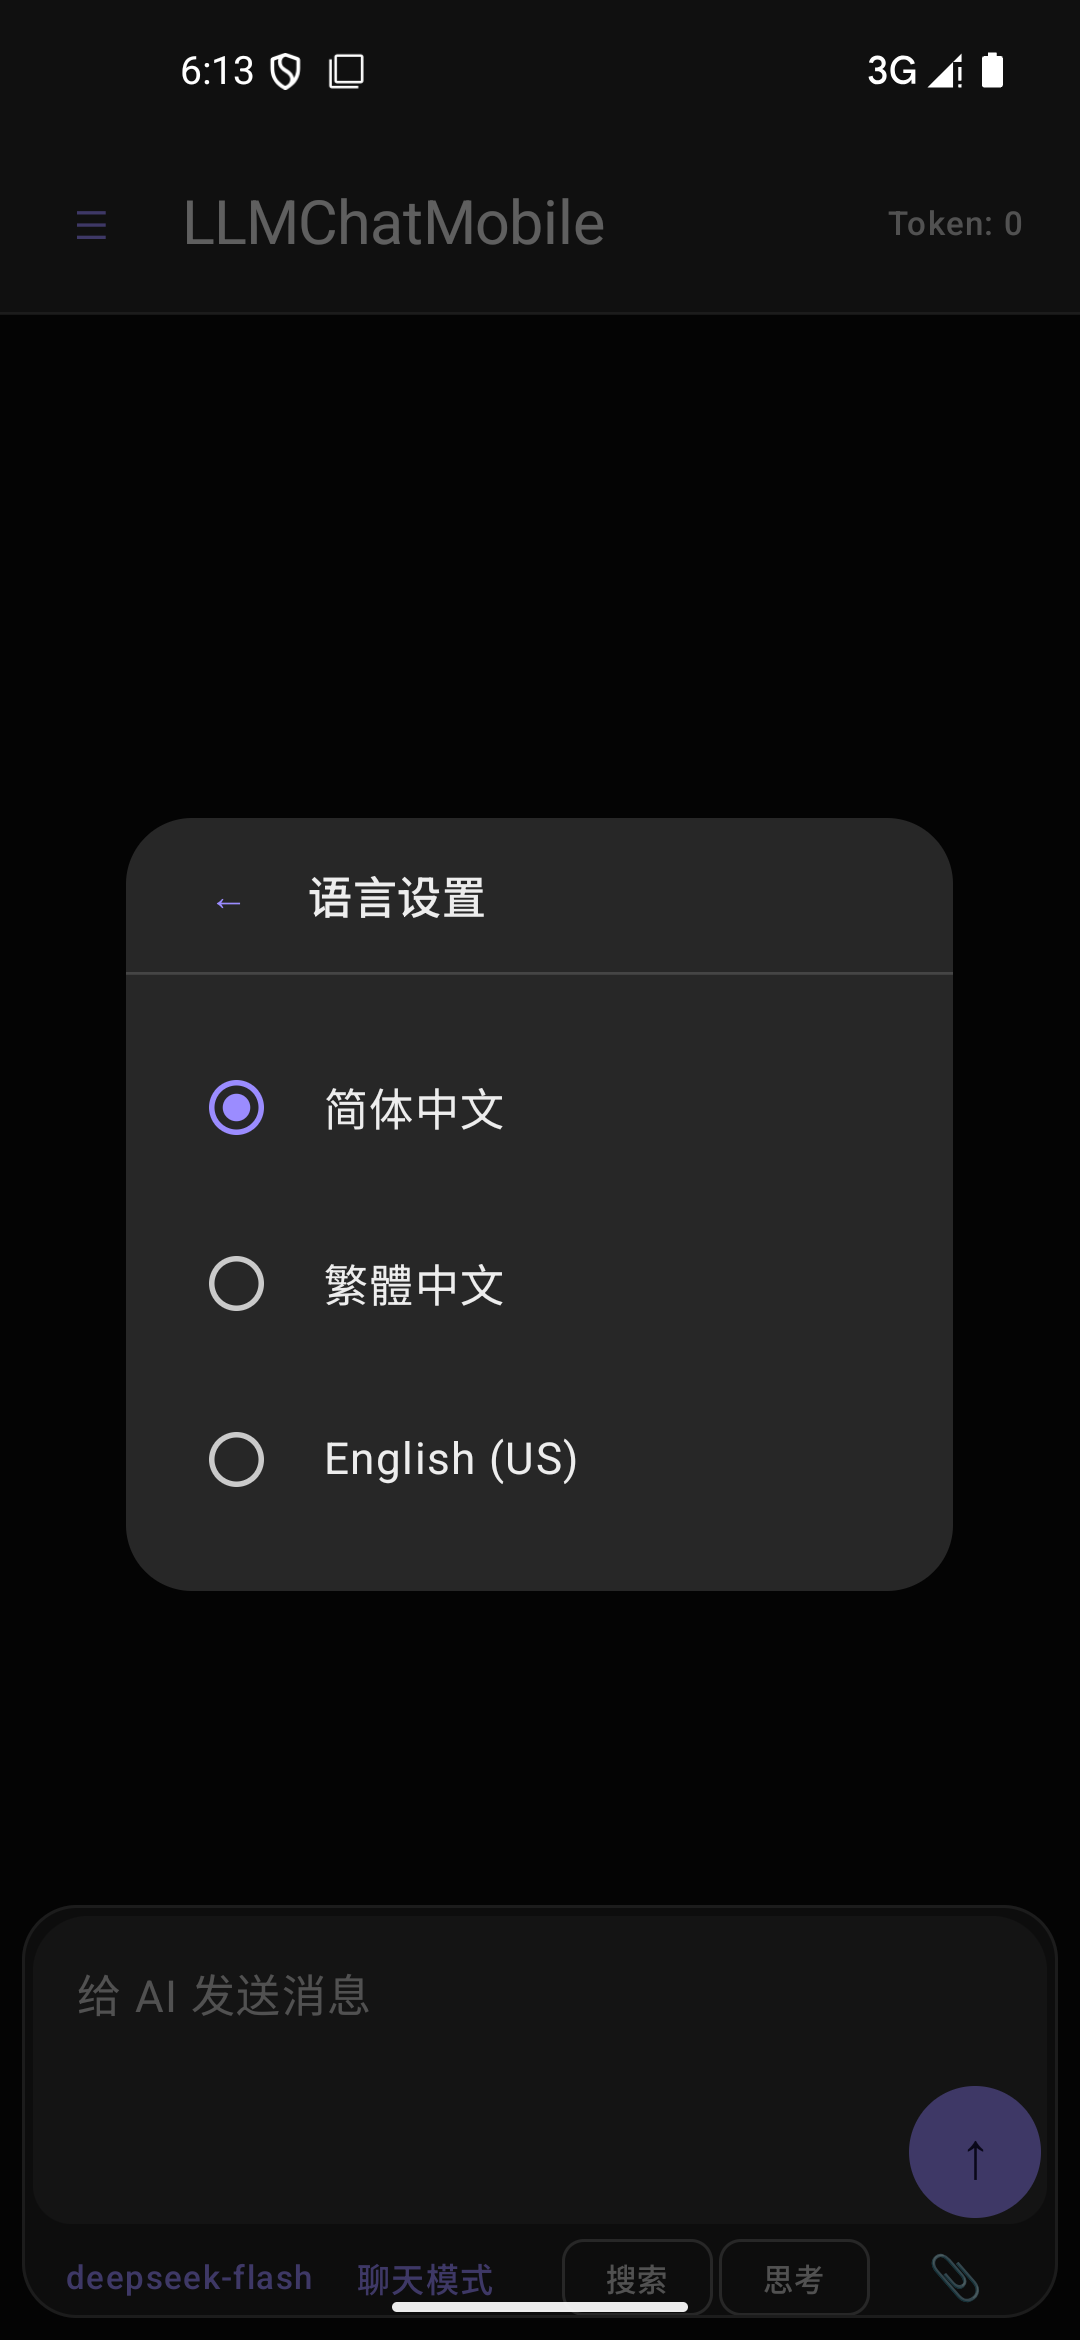 6:13
3G
LLMChatMobile
Token: 0
← 语言设置
简体中文
繁體中文
English (US)
给 AI 发送消息
↑
deepseek-flash 聊天模式 搜索 思考